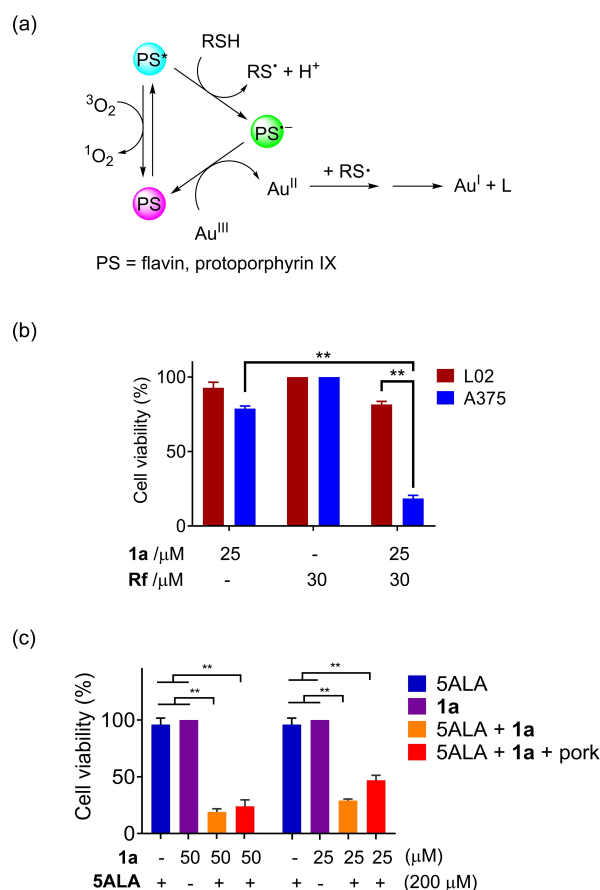 (a)
RSH
PS*
RS• + H⁺
³O₂
¹O₂
PS•–
PS
Auᴵᴵ
+ RS•
Auᴵ + L
Auᴵᴵᴵ
PS = flavin, protoporphyrin IX
(b)
Cell viability (%)
100
50
0
**
**
L02
A375
1a /μM 25 - 25
Rf /μM - 30 30
(c)
Cell viability (%)
100
50
0
**
**
**
**
5ALA
1a
5ALA + 1a
5ALA + 1a + pork
1a - 50 50 50 - 25 25 25 (μM)
5ALA + - + + + - + + (200 μM)